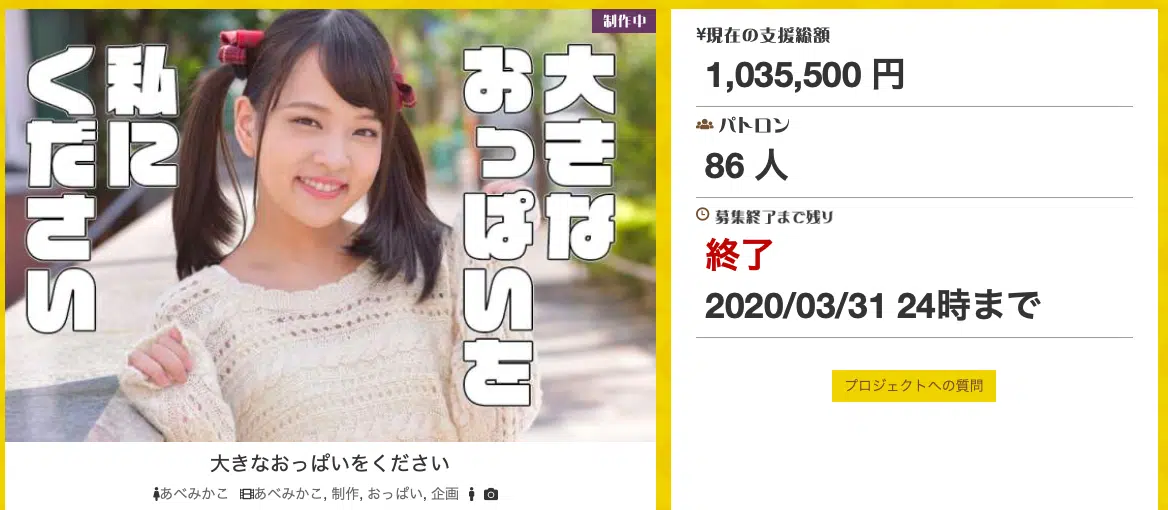 制作中
大きな
おっぱいを
私に
ください
大きなおっぱいをください
あべみかこ あべみかこ, 制作, おっぱい, 企画
¥現在の支援総額
1,035,500 円
パトロン
86 人
募集終了まで残り
終了
2020/03/31 24時まで
プロジェクトへの質問